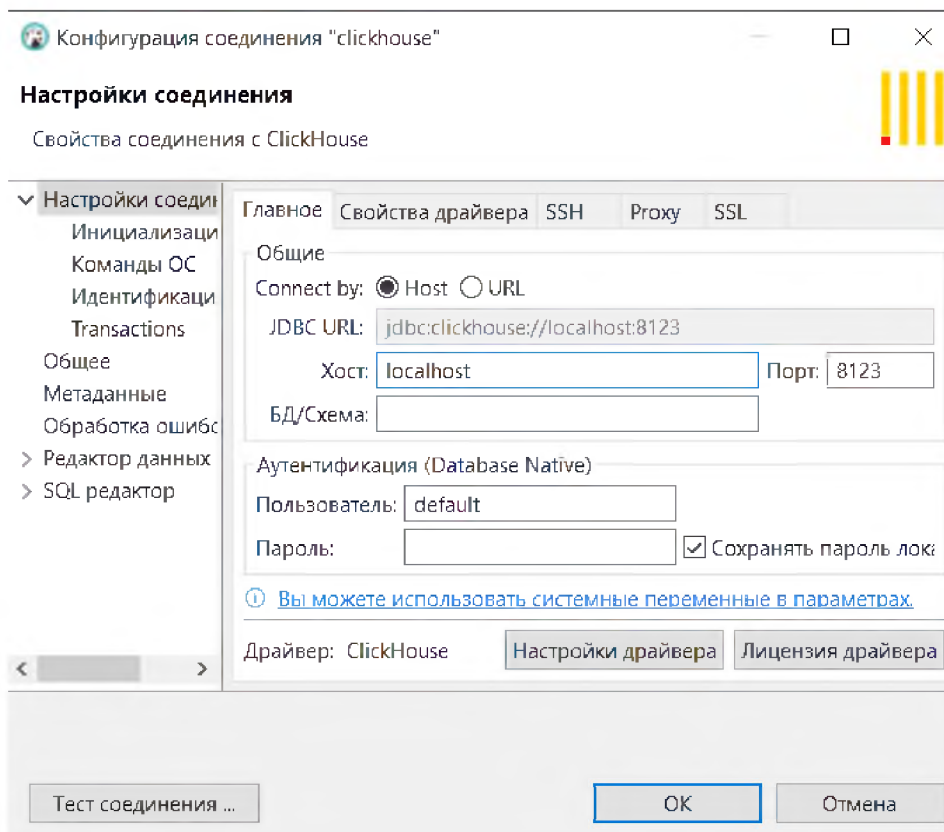 Конфигурация соединения "clickhouse"
Настройки соединения
Свойства соединения с ClickHouse
Настройки соедин
Инициализаци
Команды ОС
Идентификаци
Transactions
Общее
Метаданные
Обработка ошибс
Редактор данных
SQL редактор
Главное Свойства драйвера SSH Proxy SSL
Общие
Connect by: Host URL
JDBC URL: jdbc:clickhouse://localhost:8123
Хост: localhost Порт: 8123
БД/Схема:
Аутентификация (Database Native)
Пользователь: default
Пароль: Сохранять пароль лока
Вы можете использовать системные переменные в параметрах.
Драйвер: ClickHouse Настройки драйвера Лицензия драйвера
Тест соединения ... ОК Отмена